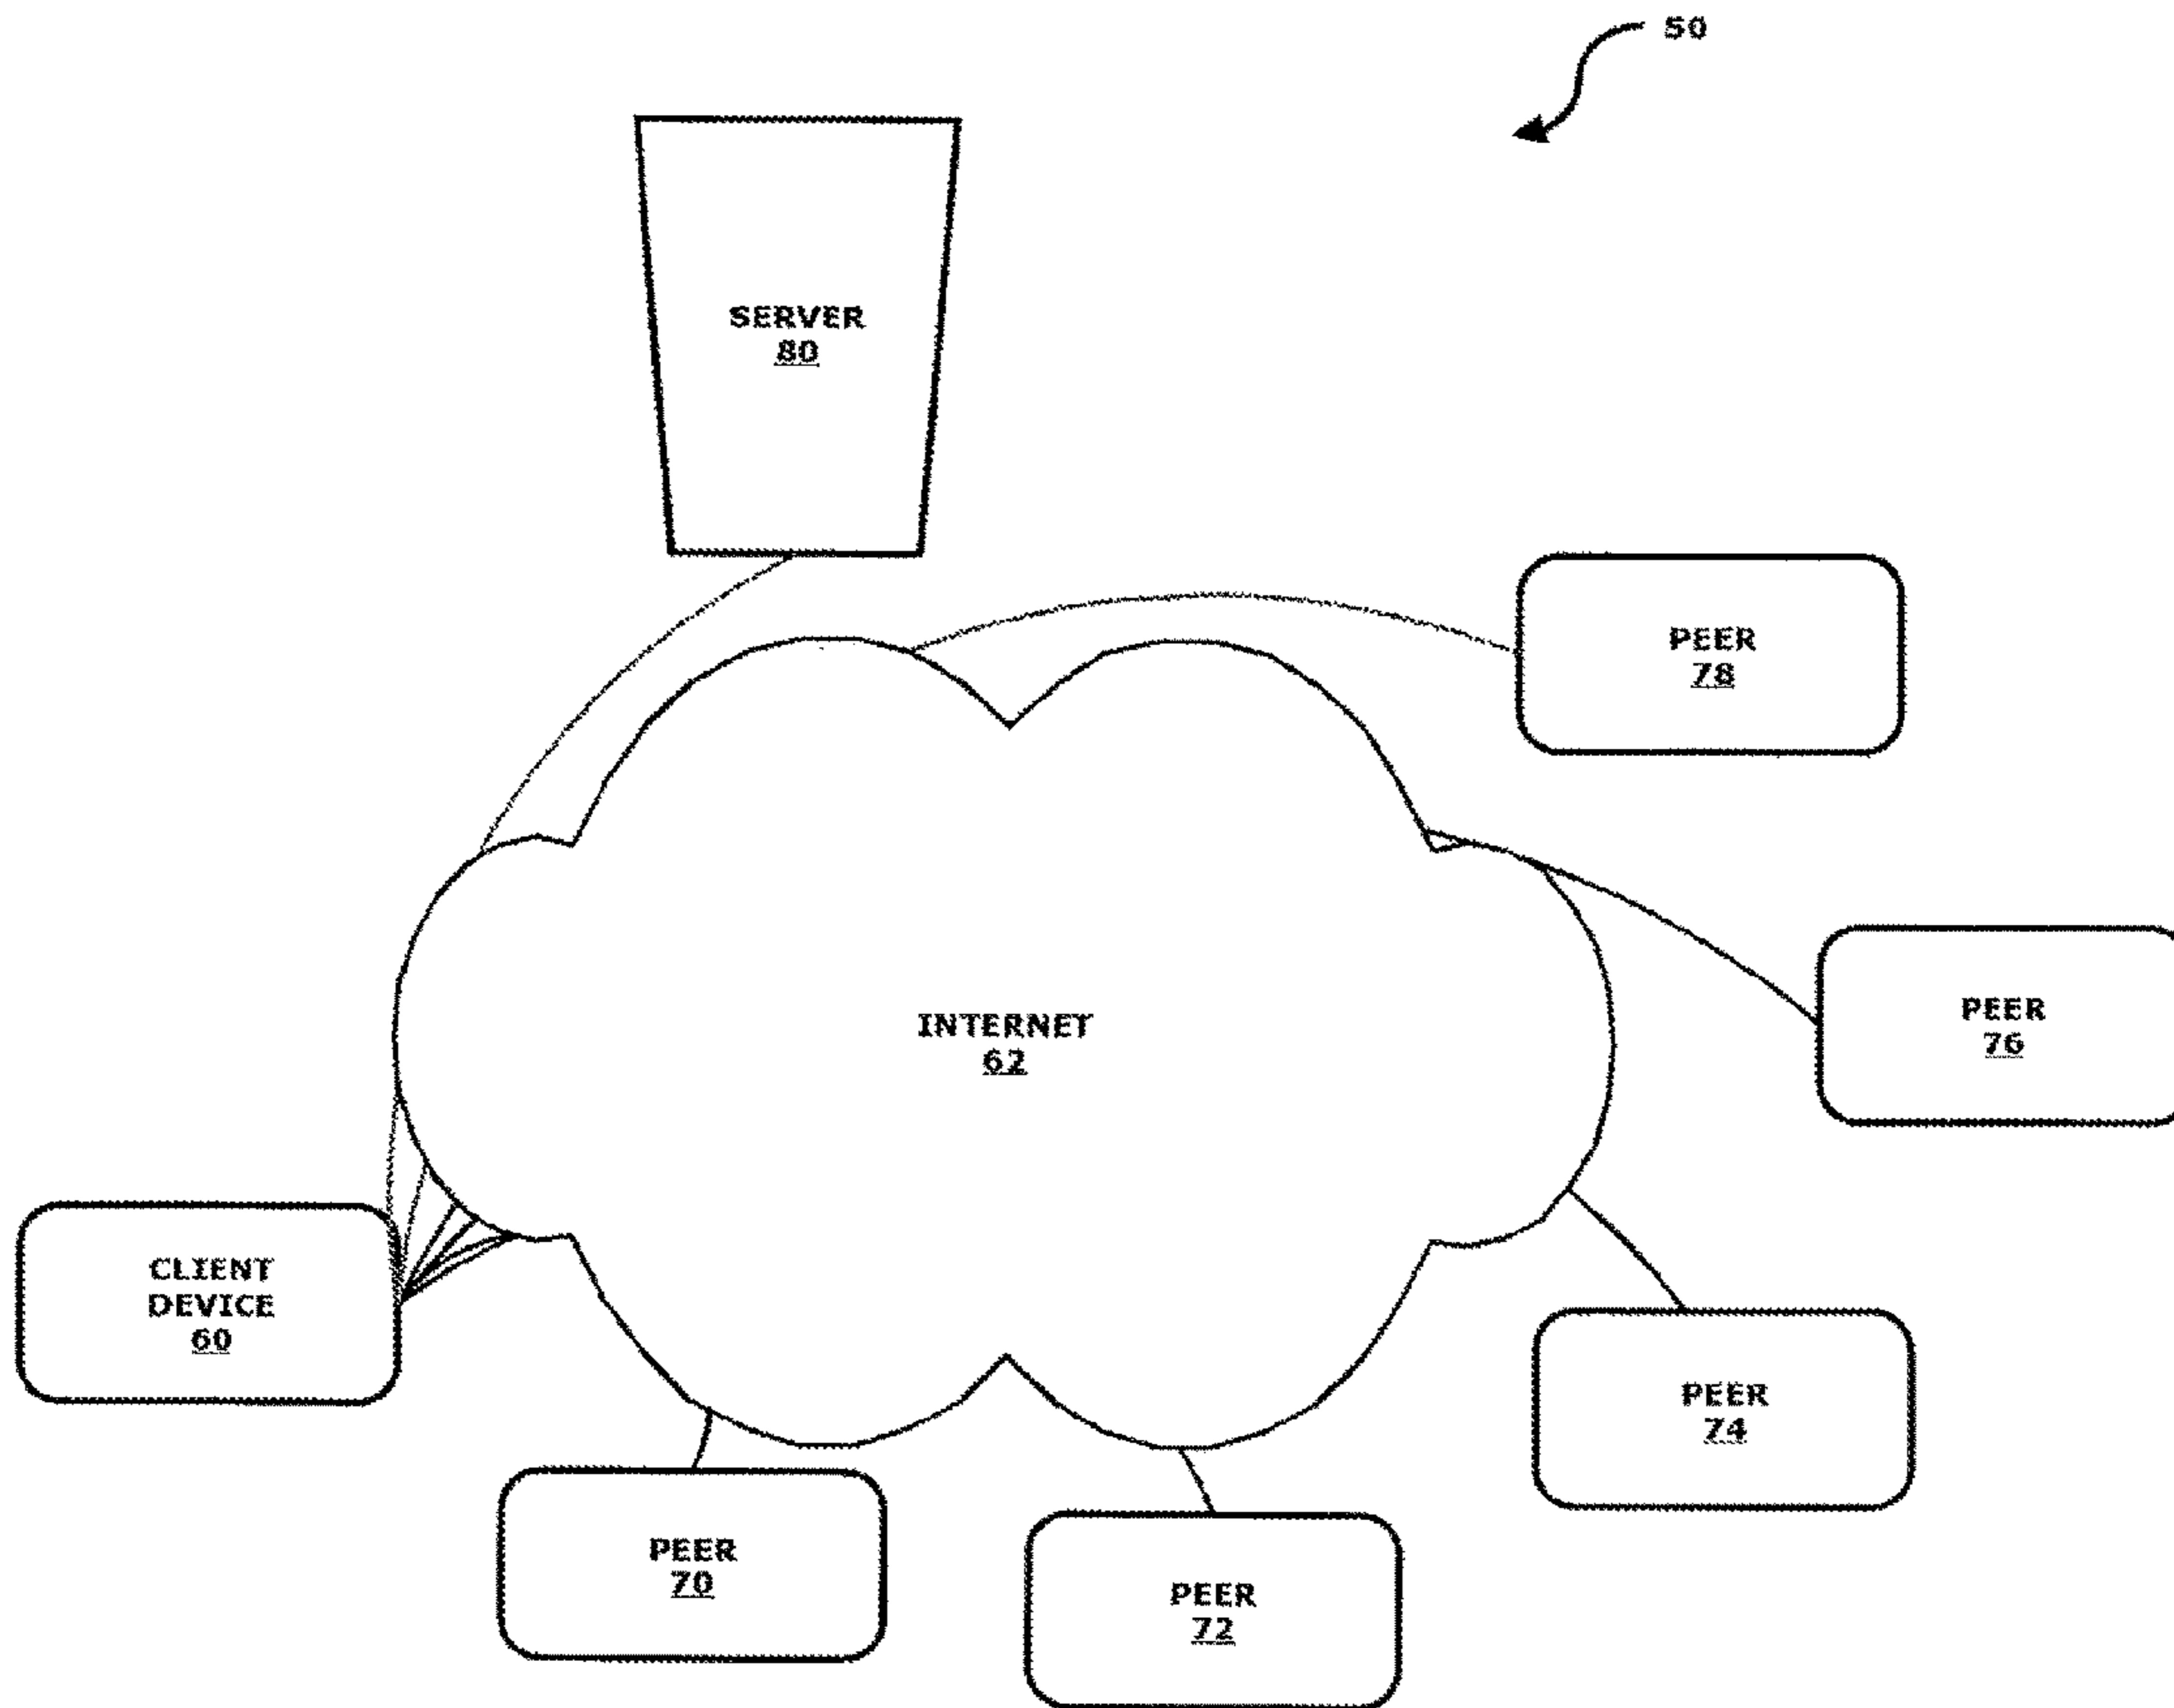 50
SERVER
80
PEER
78
INTERNET
62
PEER
76
CLIENT
DEVICE
60
PEER
74
PEER
70
PEER
72